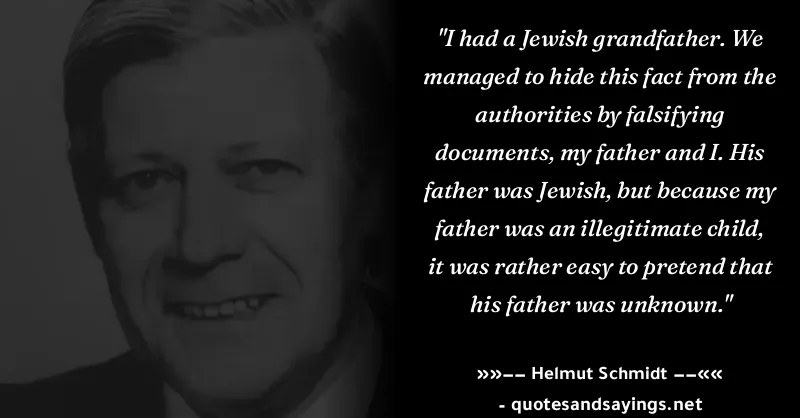 "I had a Jewish grandfather. We
managed to hide this fact from the
authorities by falsifying
documents, my father and I. His
father was Jewish, but because my
father was an illegitimate child,
it was rather easy to pretend that
his father was unknown."
»»—— Helmut Schmidt ——««
- quotesandsayings.net